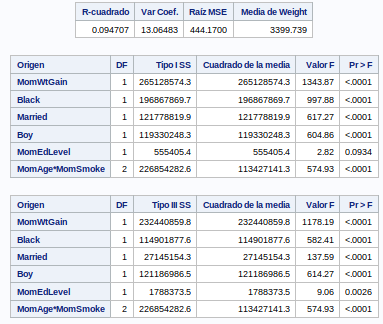 R-cuadrado Var Coef. Raíz MSE Media de Weight
0.094707 13.06483 444.1700 3399.739
Origen DF Tipo I SS Cuadrado de la media Valor F Pr > F
MomWtGain 1 265128574.3 265128574.3 1343.87 <.0001
Black 1 196867869.7 196867869.7 997.88 <.0001
Married 1 121778819.9 121778819.9 617.27 <.0001
Boy 1 119330248.3 119330248.3 604.86 <.0001
MomEdLevel 1 555405.4 555405.4 2.82 0.0934
MomAge*MomSmoke 2 226854282.6 113427141.3 574.93 <.0001
Origen DF Tipo III SS Cuadrado de la media Valor F Pr > F
MomWtGain 1 232440859.8 232440859.8 1178.19 <.0001
Black 1 114901877.6 114901877.6 582.41 <.0001
Married 1 27145154.3 27145154.3 137.59 <.0001
Boy 1 121186986.5 121186986.5 614.27 <.0001
MomEdLevel 1 1788373.5 1788373.5 9.06 0.0026
MomAge*MomSmoke 2 226854282.6 113427141.3 574.93 <.0001